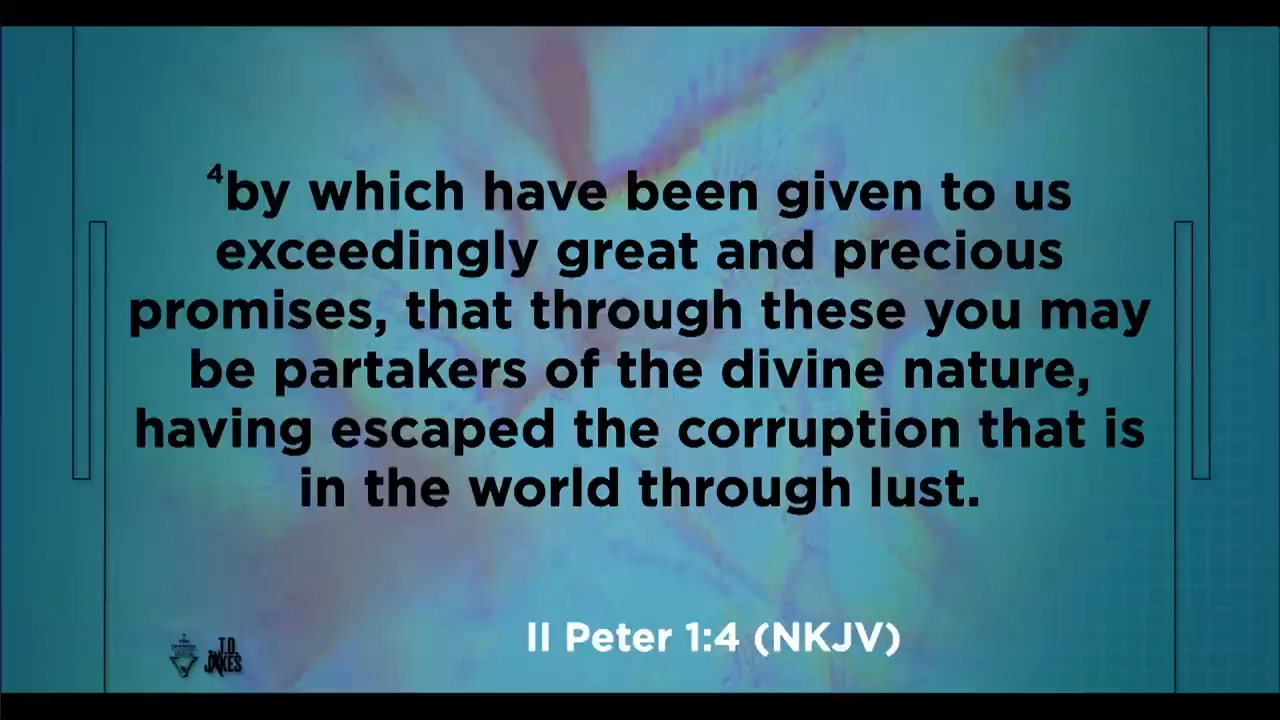 ⁴by which have been given to us
exceedingly great and precious
promises, that through these you may
be partakers of the divine nature,
having escaped the corruption that is
in the world through lust.
II Peter 1:4 (NKJV)
T.D.
JAKES